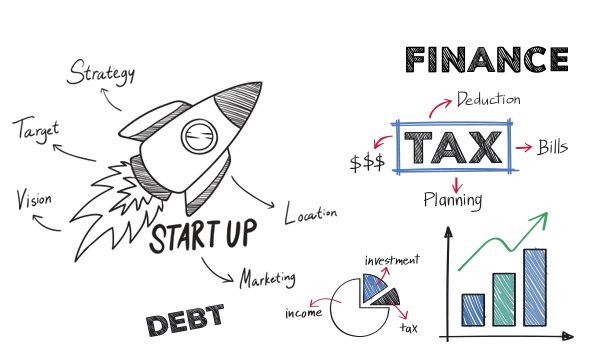 FINANCE
Strategy
Deduction
Target
TAX
Bills
$$$
Vision
Planning
Location
START UP
Marketing
investment
income
tax
DEBT